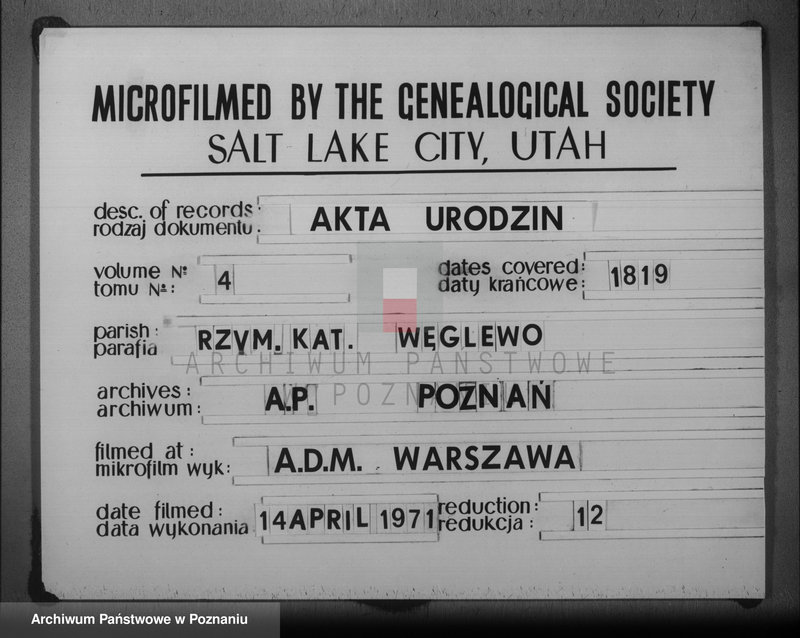 MICROFILMED BY THE GENEALOGICAL SOCIETY
SALT LAKE CITY, UTAH
desc. of records: AKTA URODZIN
rodzaj dokumentu.
volume № 4 dates covered: 1819
tomu №: daty krańcowe:
parish: RZYM. KAT. WĘGLEWO
parafia
ARCHIWUM PAŃSTWOWE
W POZNANIU
archives: A.P. POZNAŃ
archiwum:
filmed at: A.D.M. WARSZAWA
mikrofilm wyk:
date filmed: 14 APRIL 1971 reduction: 12
data wykonania redukcja:
Archiwum Państwowe w Poznaniu